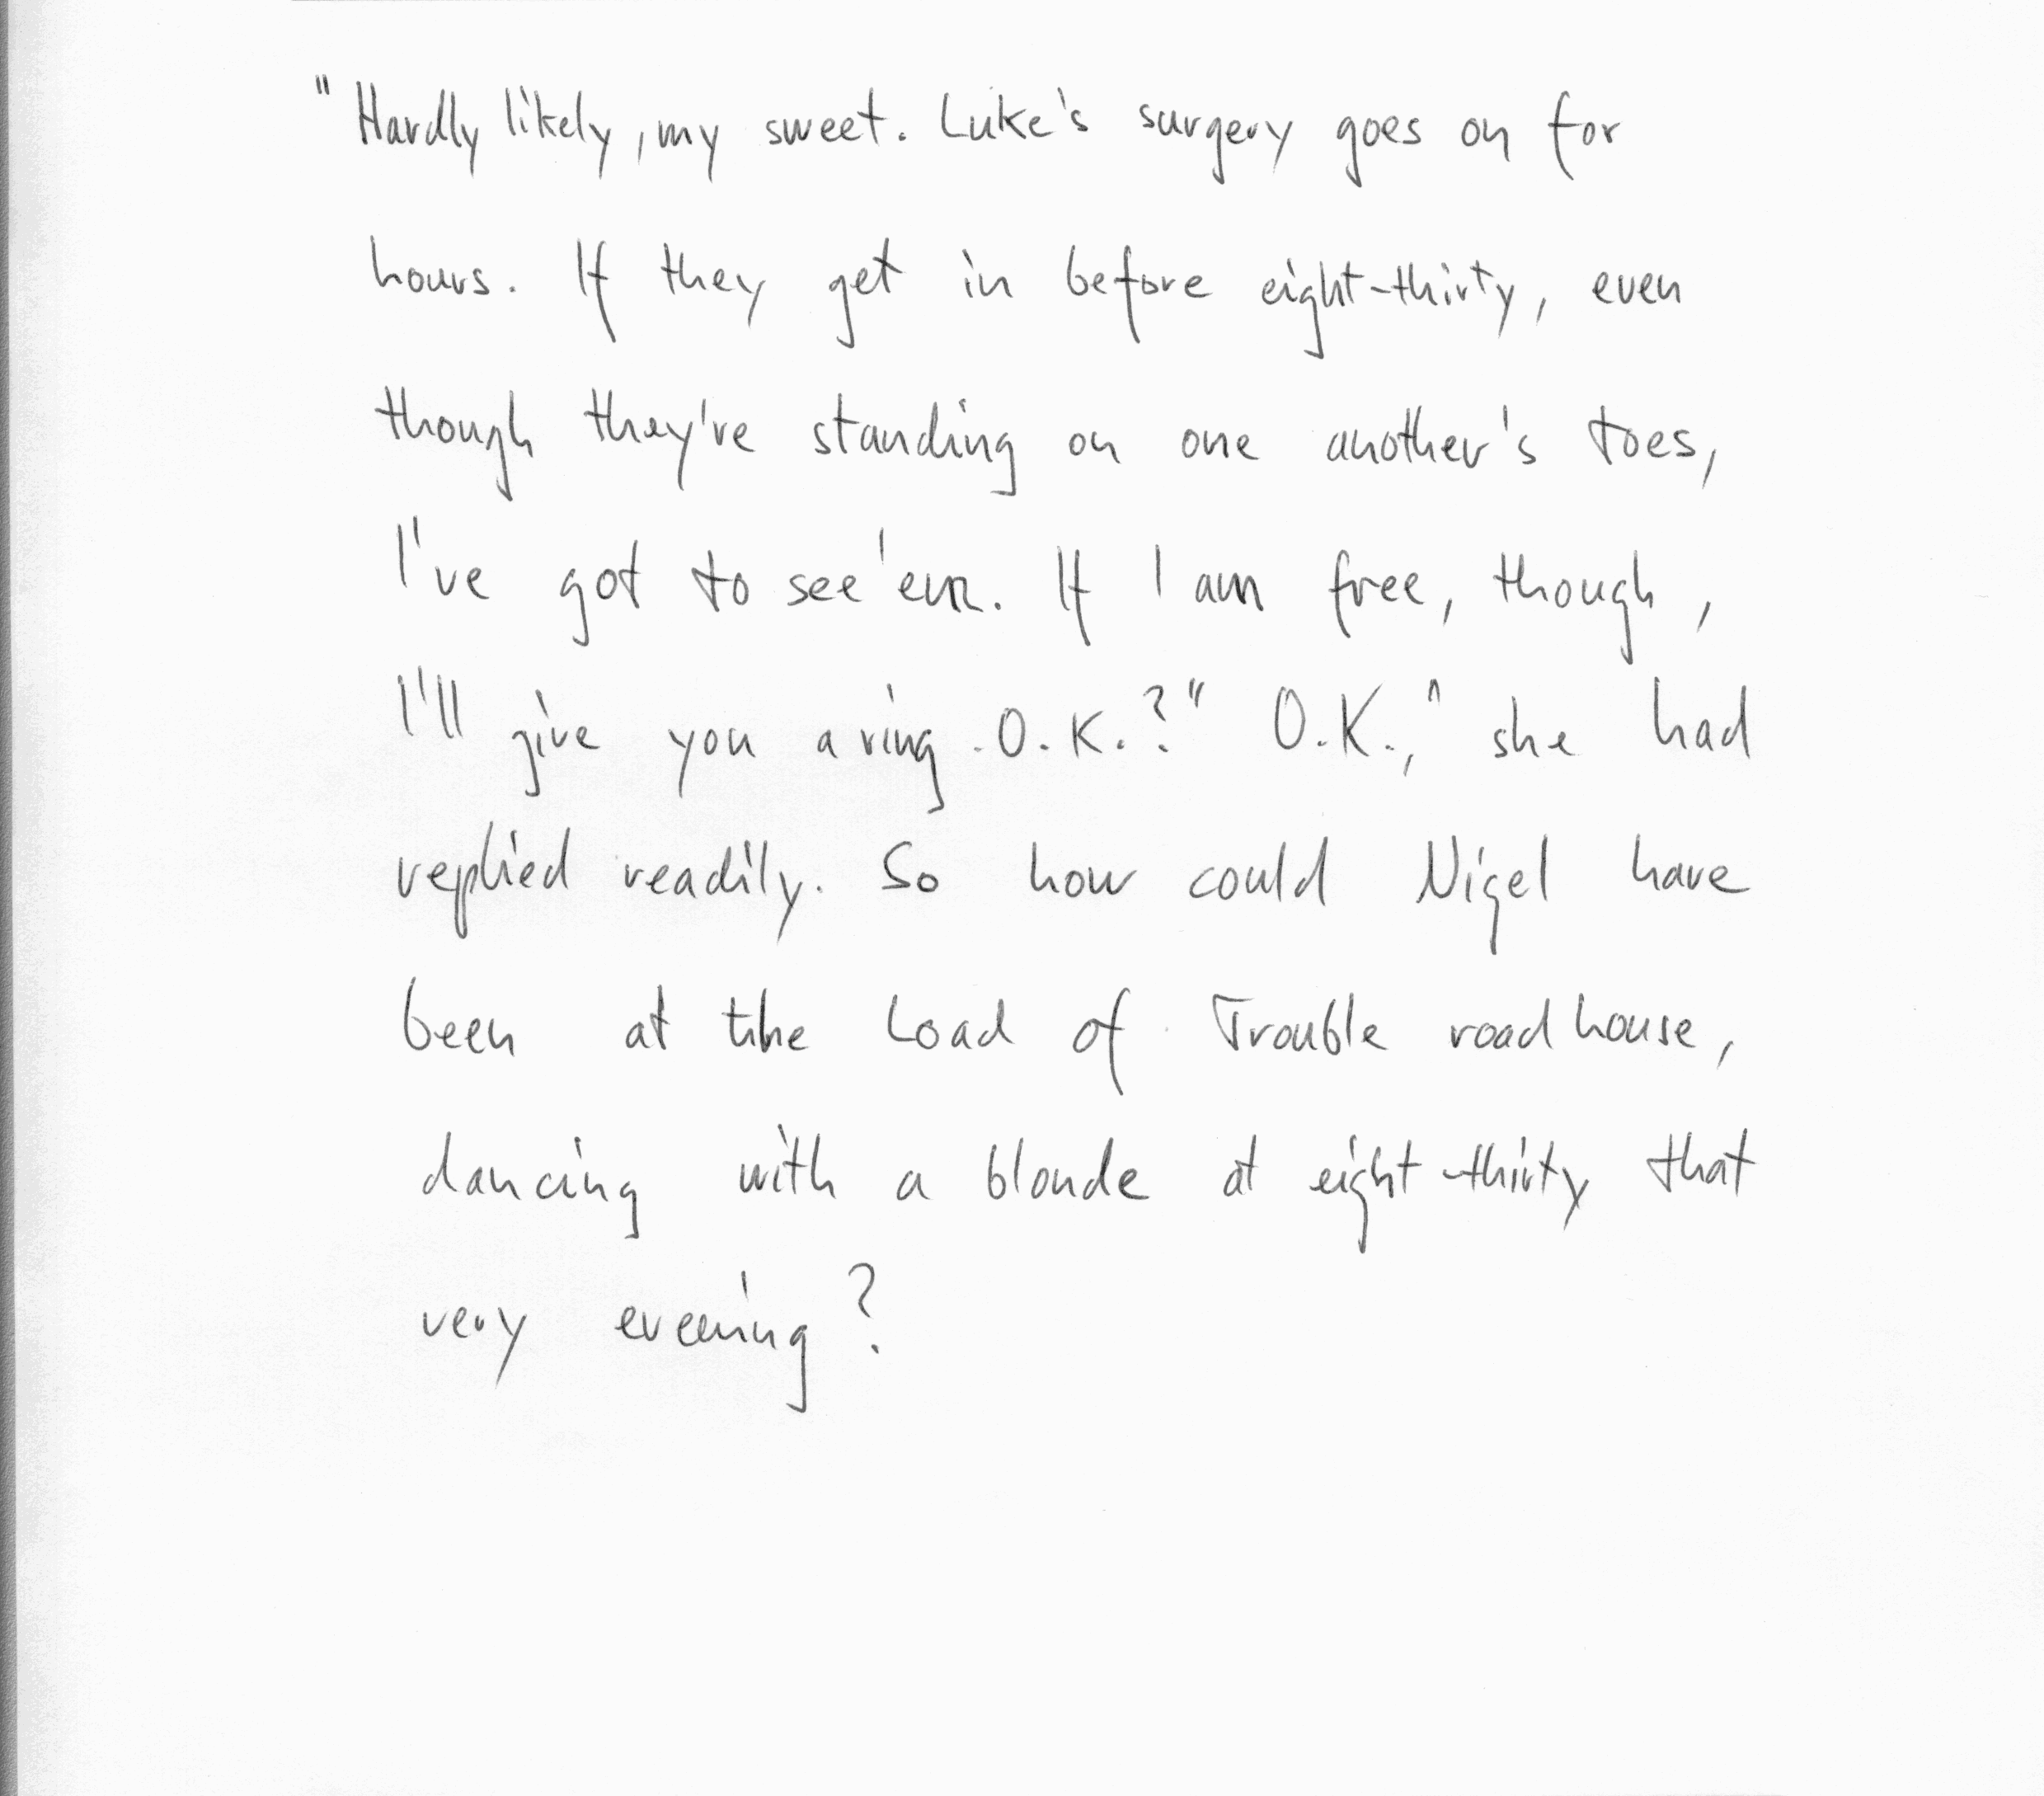 "Hardly likely, my sweet. Luke's surgery goes on for
hours. If they get in before eight-thirty, even
though they're standing on one another's toes,
I've got to see 'em. If I am free, though,
I'll give you a ring. O.K.?" O.K.," she had
replied readily. So how could Nigel have
been at the Load of Trouble roadhouse,
dancing with a blonde at eight-thirty that
very evening?